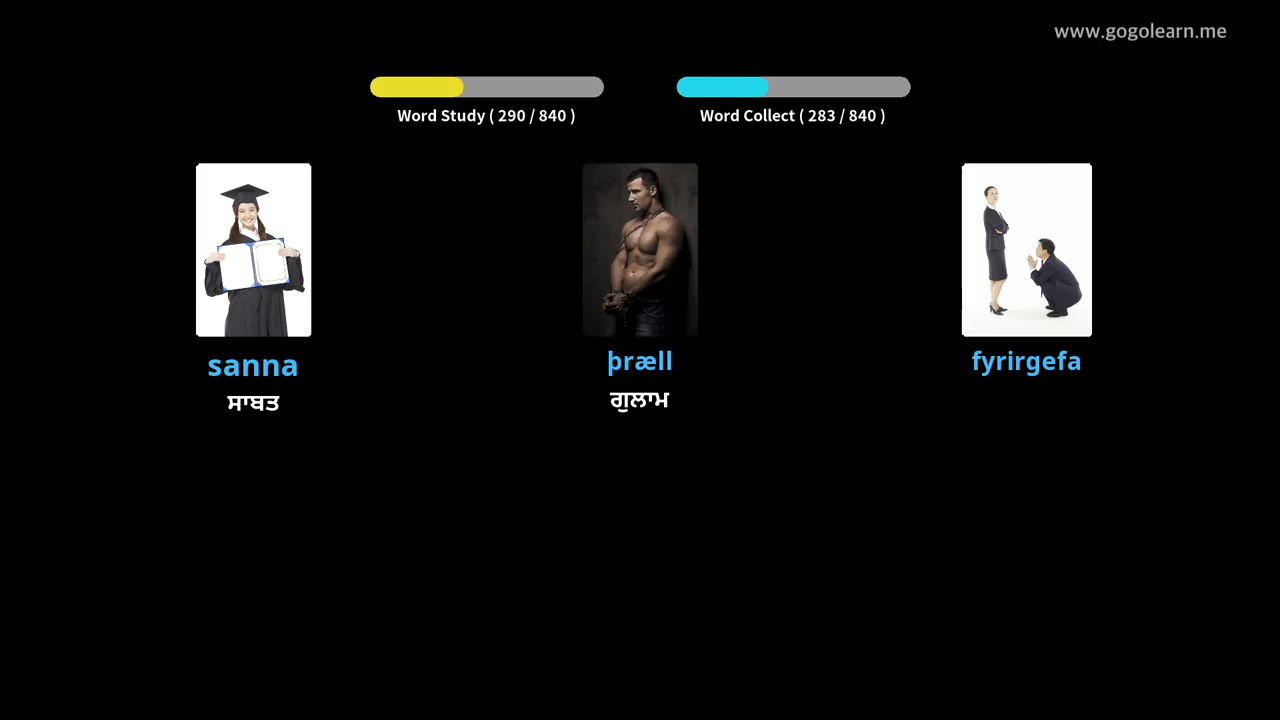 www.gogolearn.me
Word Study ( 290 / 840 )
Word Collect ( 283 / 840 )
sanna
þræll
fyrirgefa
ਸਾਬਤ
ਗੁਲਾਮ